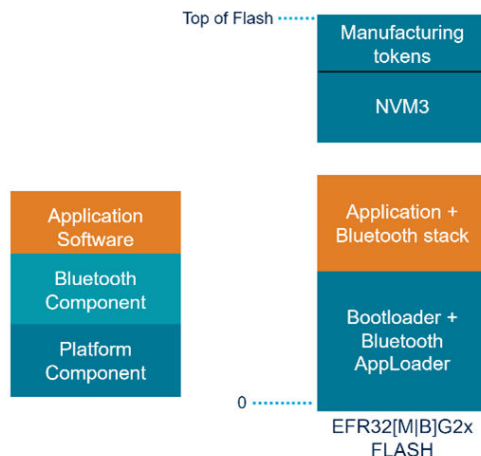 Top of Flash
Manufacturing
tokens
NVM3
Application
Software
Bluetooth
Component
Platform
Component
Application +
Bluetooth stack
Bootloader +
Bluetooth
AppLoader
0
EFR32[M|B]G2x
FLASH